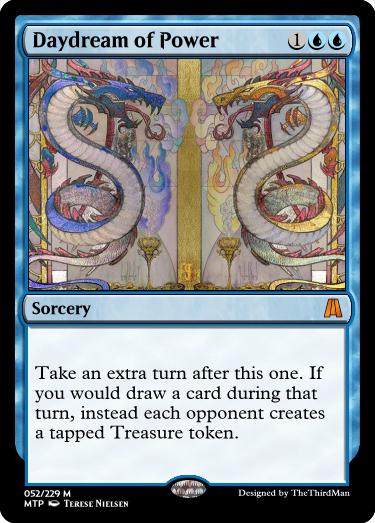 Daydream of Power 1
Sorcery
Take an extra turn after this one. If
you would draw a card during that
turn, instead each opponent creates
a tapped Treasure token.
052/229 M
MTP Terese Nielsen
Designed by TheThirdMan